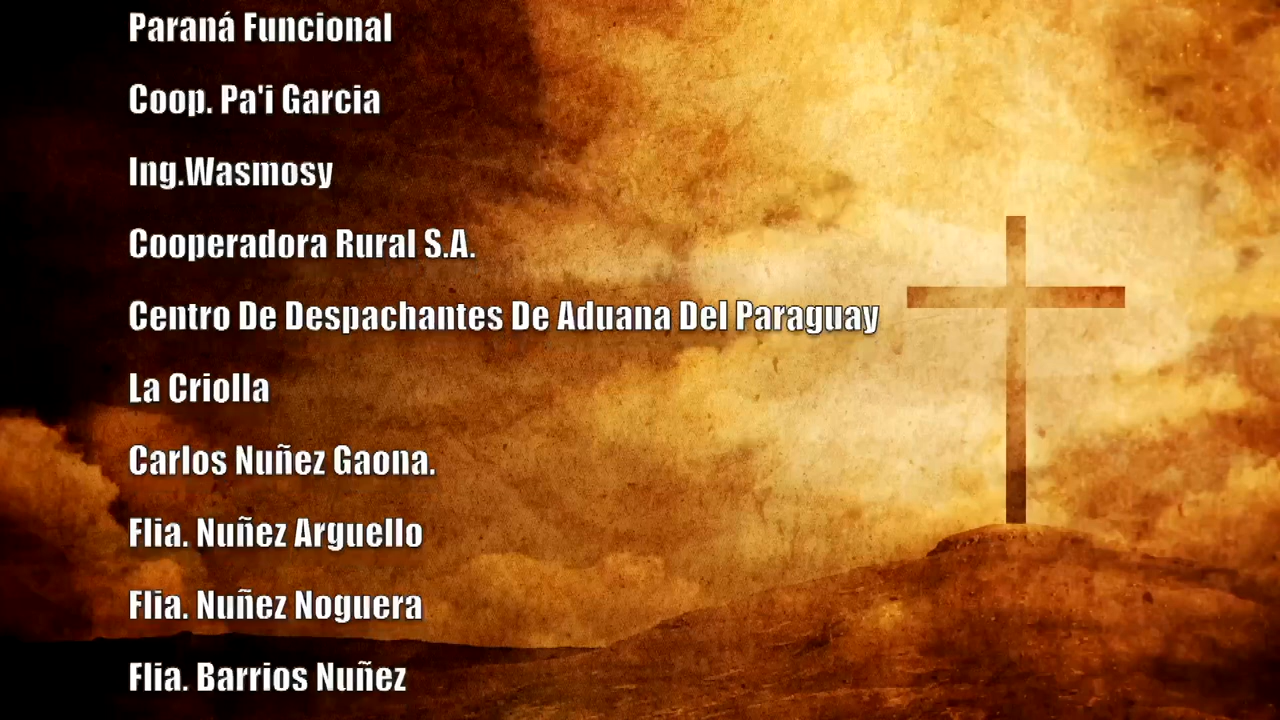 Paraná Funcional
Coop. Pa'i Garcia
Ing.Wasmosy
Cooperadora Rural S.A.
Centro De Despachantes De Aduana Del Paraguay
La Criolla
Carlos Nuñez Gaona.
Flia. Nuñez Arguello
Flia. Nuñez Noguera
Flia. Barrios Nuñez